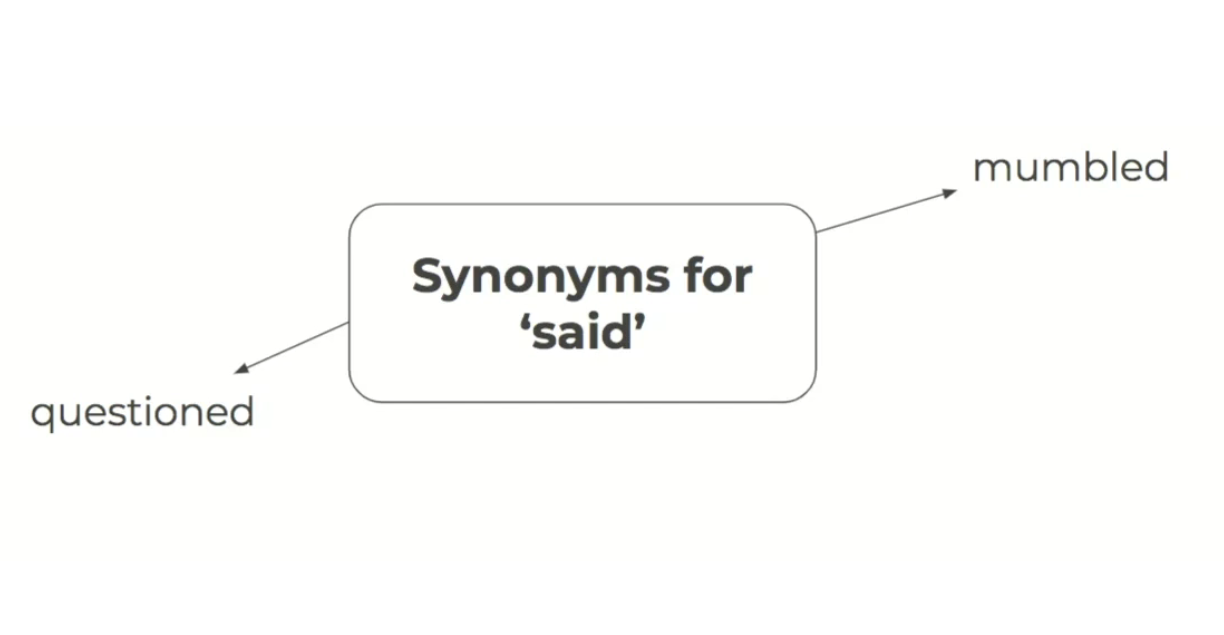 mumbled
Synonyms for
‘said’
questioned